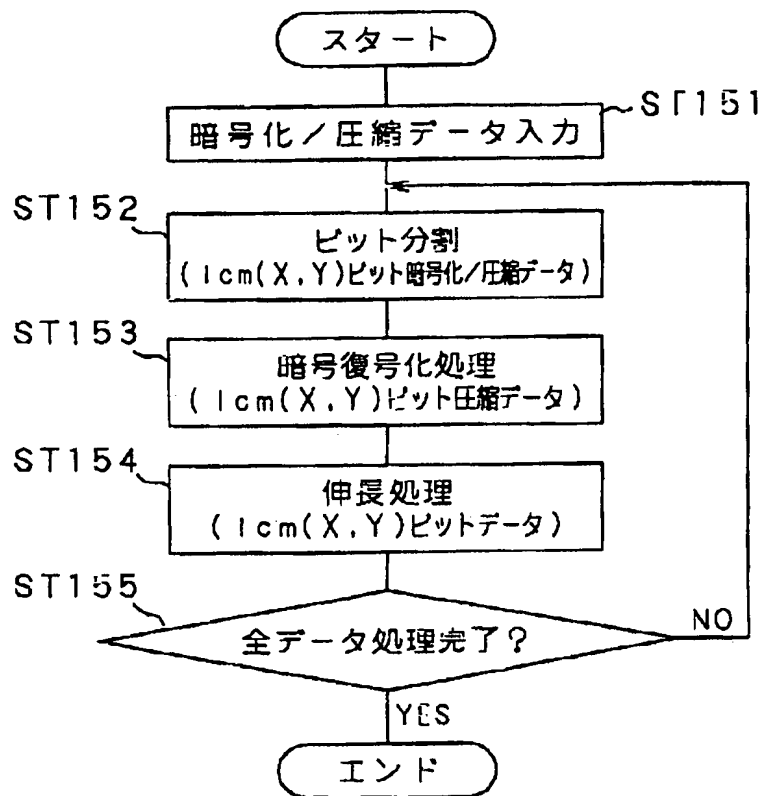 スタート
ST151
暗号化/圧縮データ入力
ST152
ビット分割
(lcm(X,Y)ビット暗号化/圧縮データ)
ST153
暗号復号化処理
(lcm(X,Y)ビット圧縮データ)
ST154
伸長処理
(lcm(X,Y)ビットデータ)
ST155
全データ処理完了?
NO
YES
エンド